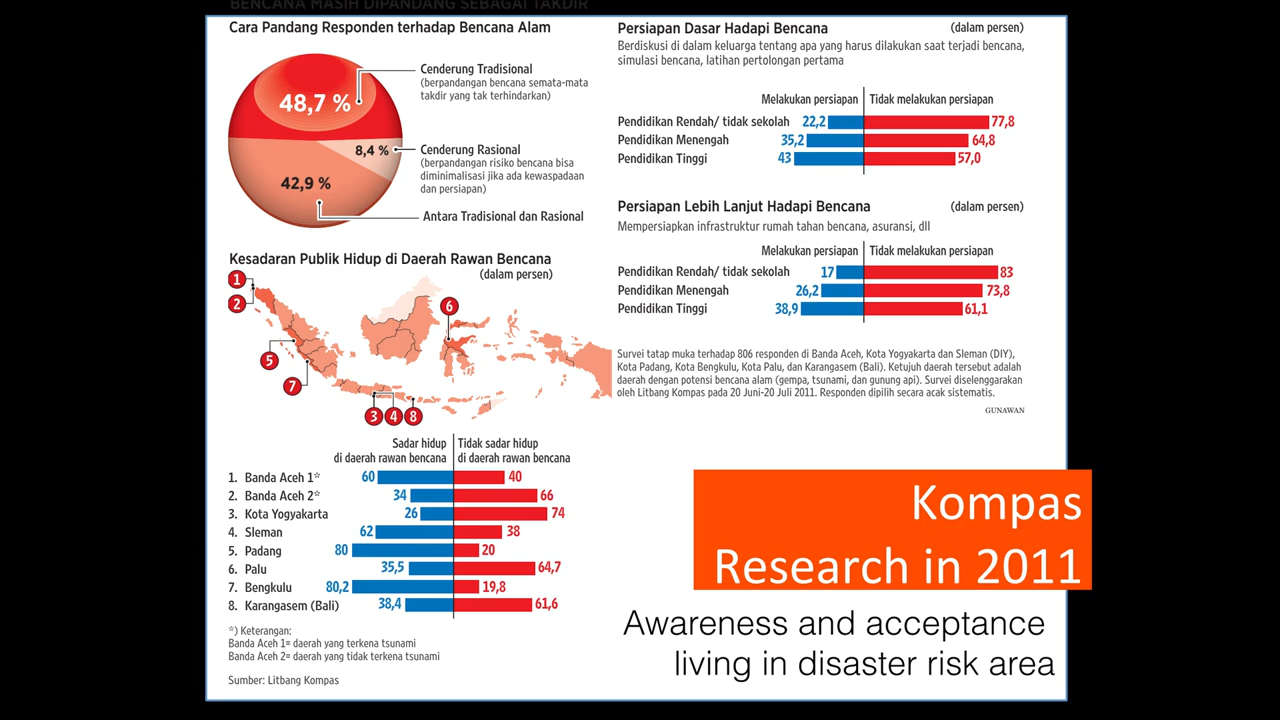 BENCANA MASIH DIPANDANG SEBAGAI TAKDIR
Cara Pandang Responden terhadap Bencana Alam
48,7 %
Cenderung Tradisional
(berpandangan bencana semata-mata
takdir yang tak terhindarkan)
8,4 %
Cenderung Rasional
(berpandangan risiko bencana bisa
diminimalisasi jika ada kewaspadaan
dan persiapan)
42,9 %
Antara Tradisional dan Rasional
Kesadaran Publik Hidup di Daerah Rawan Bencana
(dalam persen)
1
2
6
5
7
3 4 8
Sadar hidup
di daerah rawan bencana
Tidak sadar hidup
di daerah rawan bencana
1. Banda Aceh 1* 60 40
2. Banda Aceh 2* 34 66
3. Kota Yogyakarta 26 74
4. Sleman 62 38
5. Padang 80 20
6. Palu 35,5 64,7
7. Bengkulu 80,2 19,8
8. Karangasem (Bali) 38,4 61,6
*) Keterangan:
Banda Aceh 1= daerah yang terkena tsunami
Banda Aceh 2= daerah yang tidak terkena tsunami
Sumber: Litbang Kompas
Persiapan Dasar Hadapi Bencana (dalam persen)
Berdiskusi di dalam keluarga tentang apa yang harus dilakukan saat terjadi bencana,
simulasi bencana, latihan pertolongan pertama
Melakukan persiapan Tidak melakukan persiapan
Pendidikan Rendah/ tidak sekolah 22,2 77,8
Pendidikan Menengah 35,2 64,8
Pendidikan Tinggi 43 57,0
Persiapan Lebih Lanjut Hadapi Bencana (dalam persen)
Mempersiapkan infrastruktur rumah tahan bencana, asuransi, dll
Melakukan persiapan Tidak melakukan persiapan
Pendidikan Rendah/ tidak sekolah 17 83
Pendidikan Menengah 26,2 73,8
Pendidikan Tinggi 38,9 61,1
Survei tatap muka terhadap 806 responden di Banda Aceh, Kota Yogyakarta dan Sleman (DIY),
Kota Padang, Kota Bengkulu, Kota Palu, dan Karangasem (Bali). Ketujuh daerah tersebut adalah
daerah dengan potensi bencana alam (gempa, tsunami, dan gunung api). Survei diselenggarakan
oleh Litbang Kompas pada 20 Juni-20 Juli 2011. Responden dipilih secara acak sistematis.
GUNAWAN
Kompas
Research in 2011
Awareness and acceptance
living in disaster risk area